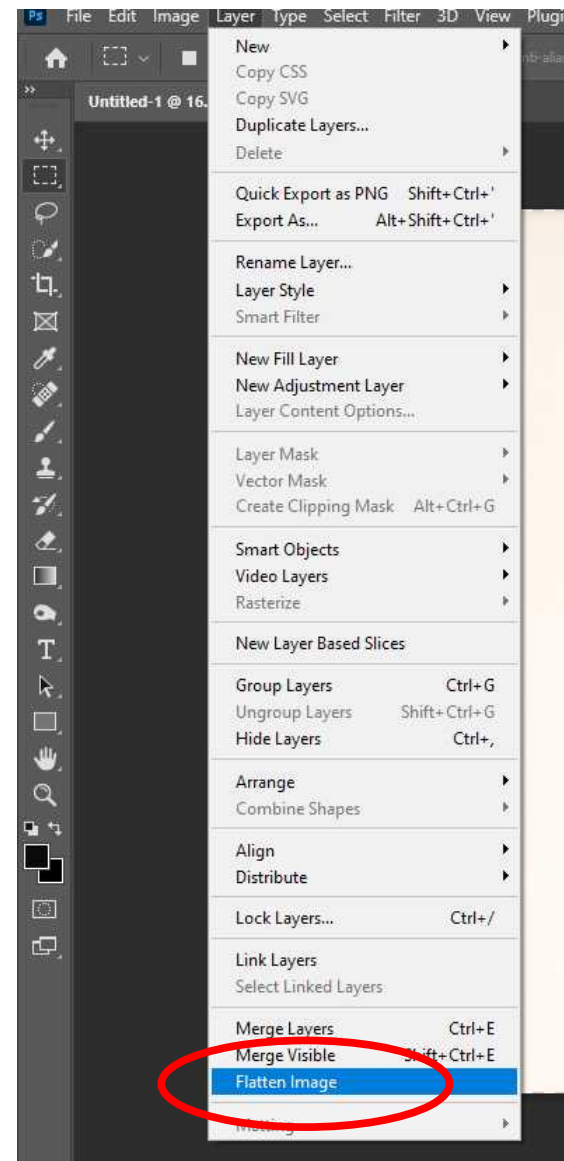 Ps File Edit Image Layer Type Select Filter 3D View Plugi
Untitled-1 @ 16.
New
Copy CSS
Copy SVG
Duplicate Layers...
Delete
Quick Export as PNG Shift+Ctrl+'
Export As... Alt+Shift+Ctrl+'
Rename Layer...
Layer Style
Smart Filter
New Fill Layer
New Adjustment Layer
Layer Content Options...
Layer Mask
Vector Mask
Create Clipping Mask Alt+Ctrl+G
Smart Objects
Video Layers
Rasterize
New Layer Based Slices
Group Layers Ctrl+G
Ungroup Layers Shift+Ctrl+G
Hide Layers Ctrl+,
Arrange
Combine Shapes
Align
Distribute
Lock Layers... Ctrl+/
Link Layers
Select Linked Layers
Merge Layers Ctrl+E
Merge Visible Shift+Ctrl+E
Flatten Image
Matting